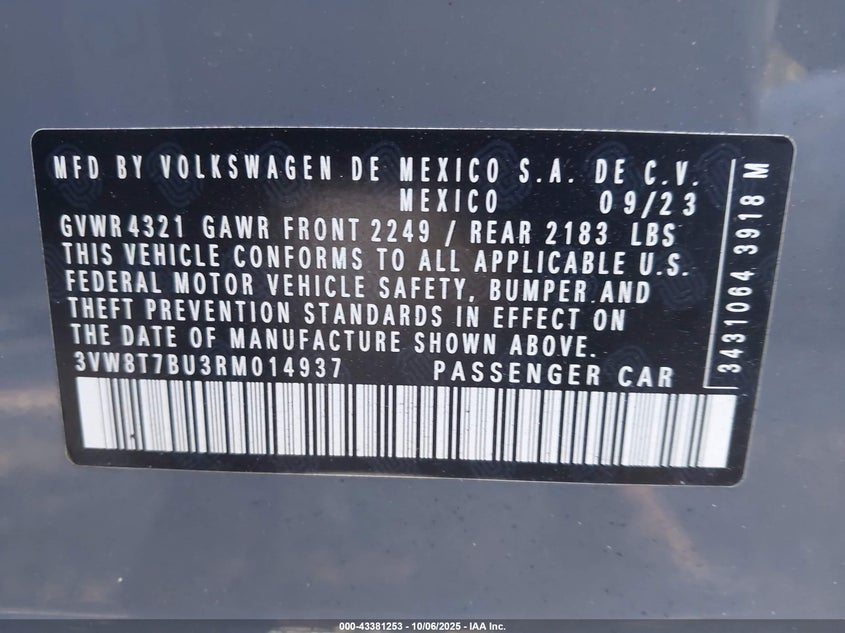 MFD BY VOLKSWAGEN DE MEXICO S.A. DE C.V.
MEXICO 09/23
GVWR 4321 GAWR FRONT 2249 / REAR 2183 LBS
THIS VEHICLE CONFORMS TO ALL APPLICABLE U.S.
FEDERAL MOTOR VEHICLE SAFETY, BUMPER AND
THEFT PREVENTION STANDARDS IN EFFECT ON
THE DATE OF MANUFACTURE SHOWN ABOVE.
3VW8T7BU3RM014937 PASSENGER CAR
3431064 3918 M
000-43381253 - 10/06/2025 - IAA Inc.